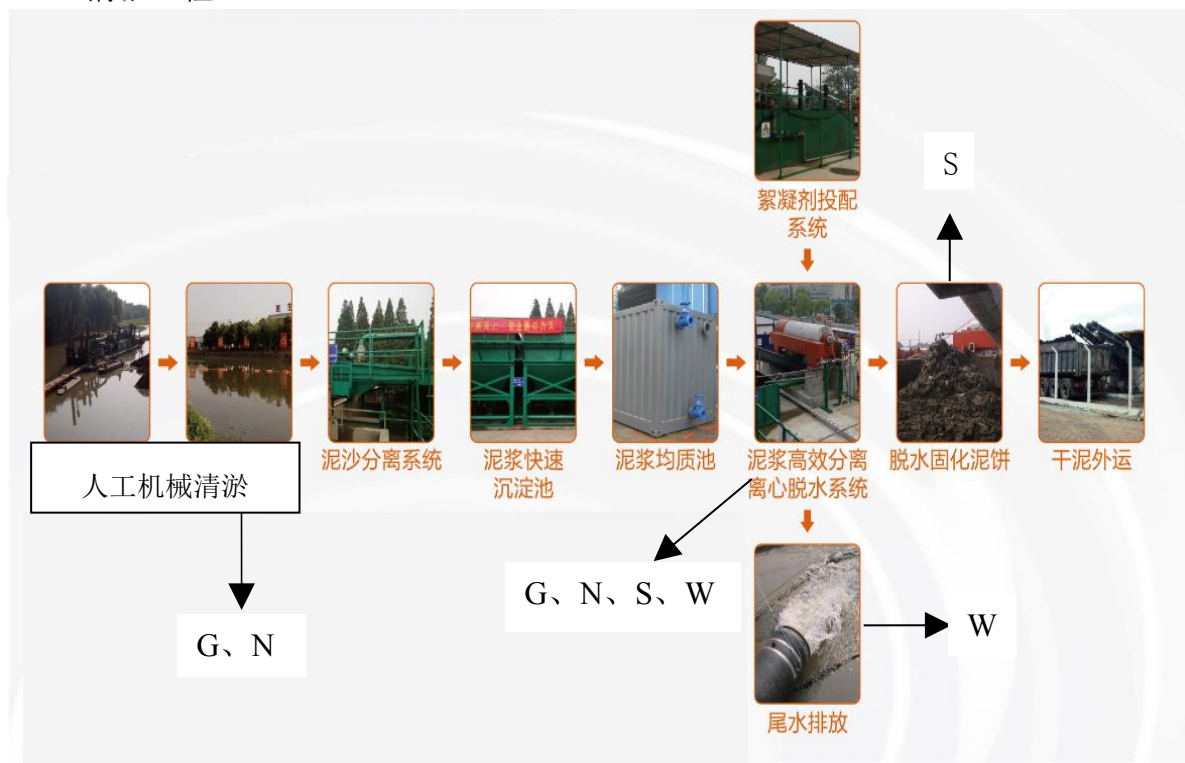 S
絮凝剂投配
系统
人工机械清淤
泥沙分离系统
泥浆快速
沉淀池
泥浆均质池
泥浆高效分离
离心脱水系统
脱水固化泥饼
干泥外运
G、N
G、N、S、W
W
尾水排放